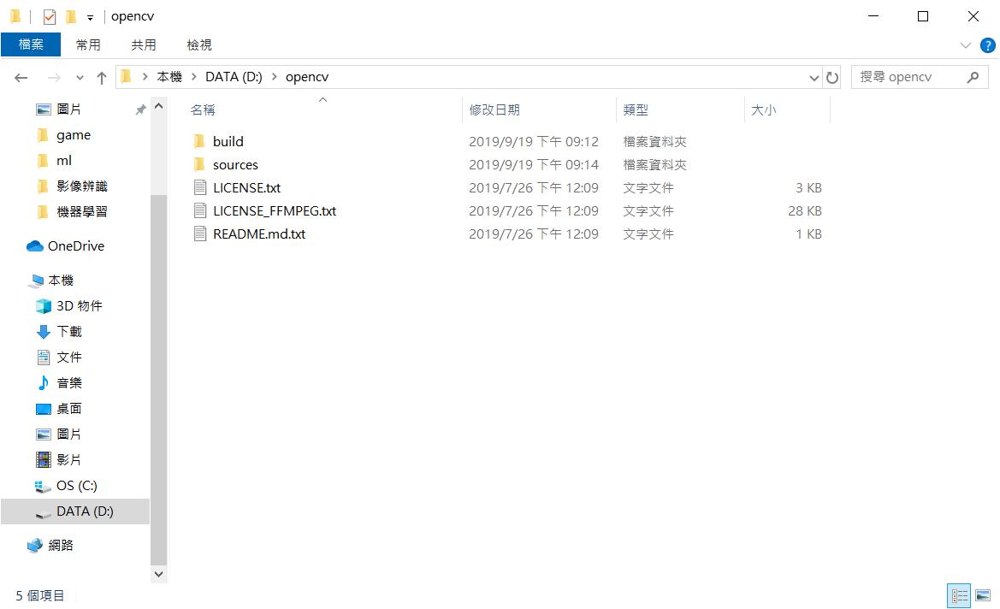 opencv
檔案 常用 共用 檢視 ?
本機 DATA (D:) opencv 搜尋 opencv
圖片
game
ml
影像辨識
機器學習
OneDrive
本機
3D 物件
下載
文件
音樂
桌面
圖片
影片
OS (C:)
DATA (D:)
網路
名稱 修改日期 類型 大小
build 2019/9/19 下午 09:12 檔案資料夾
sources 2019/9/19 下午 09:14 檔案資料夾
LICENSE.txt 2019/7/26 下午 12:09 文字文件 3 KB
LICENSE_FFMPEG.txt 2019/7/26 下午 12:09 文字文件 28 KB
README.md.txt 2019/7/26 下午 12:09 文字文件 1 KB
5 個項目